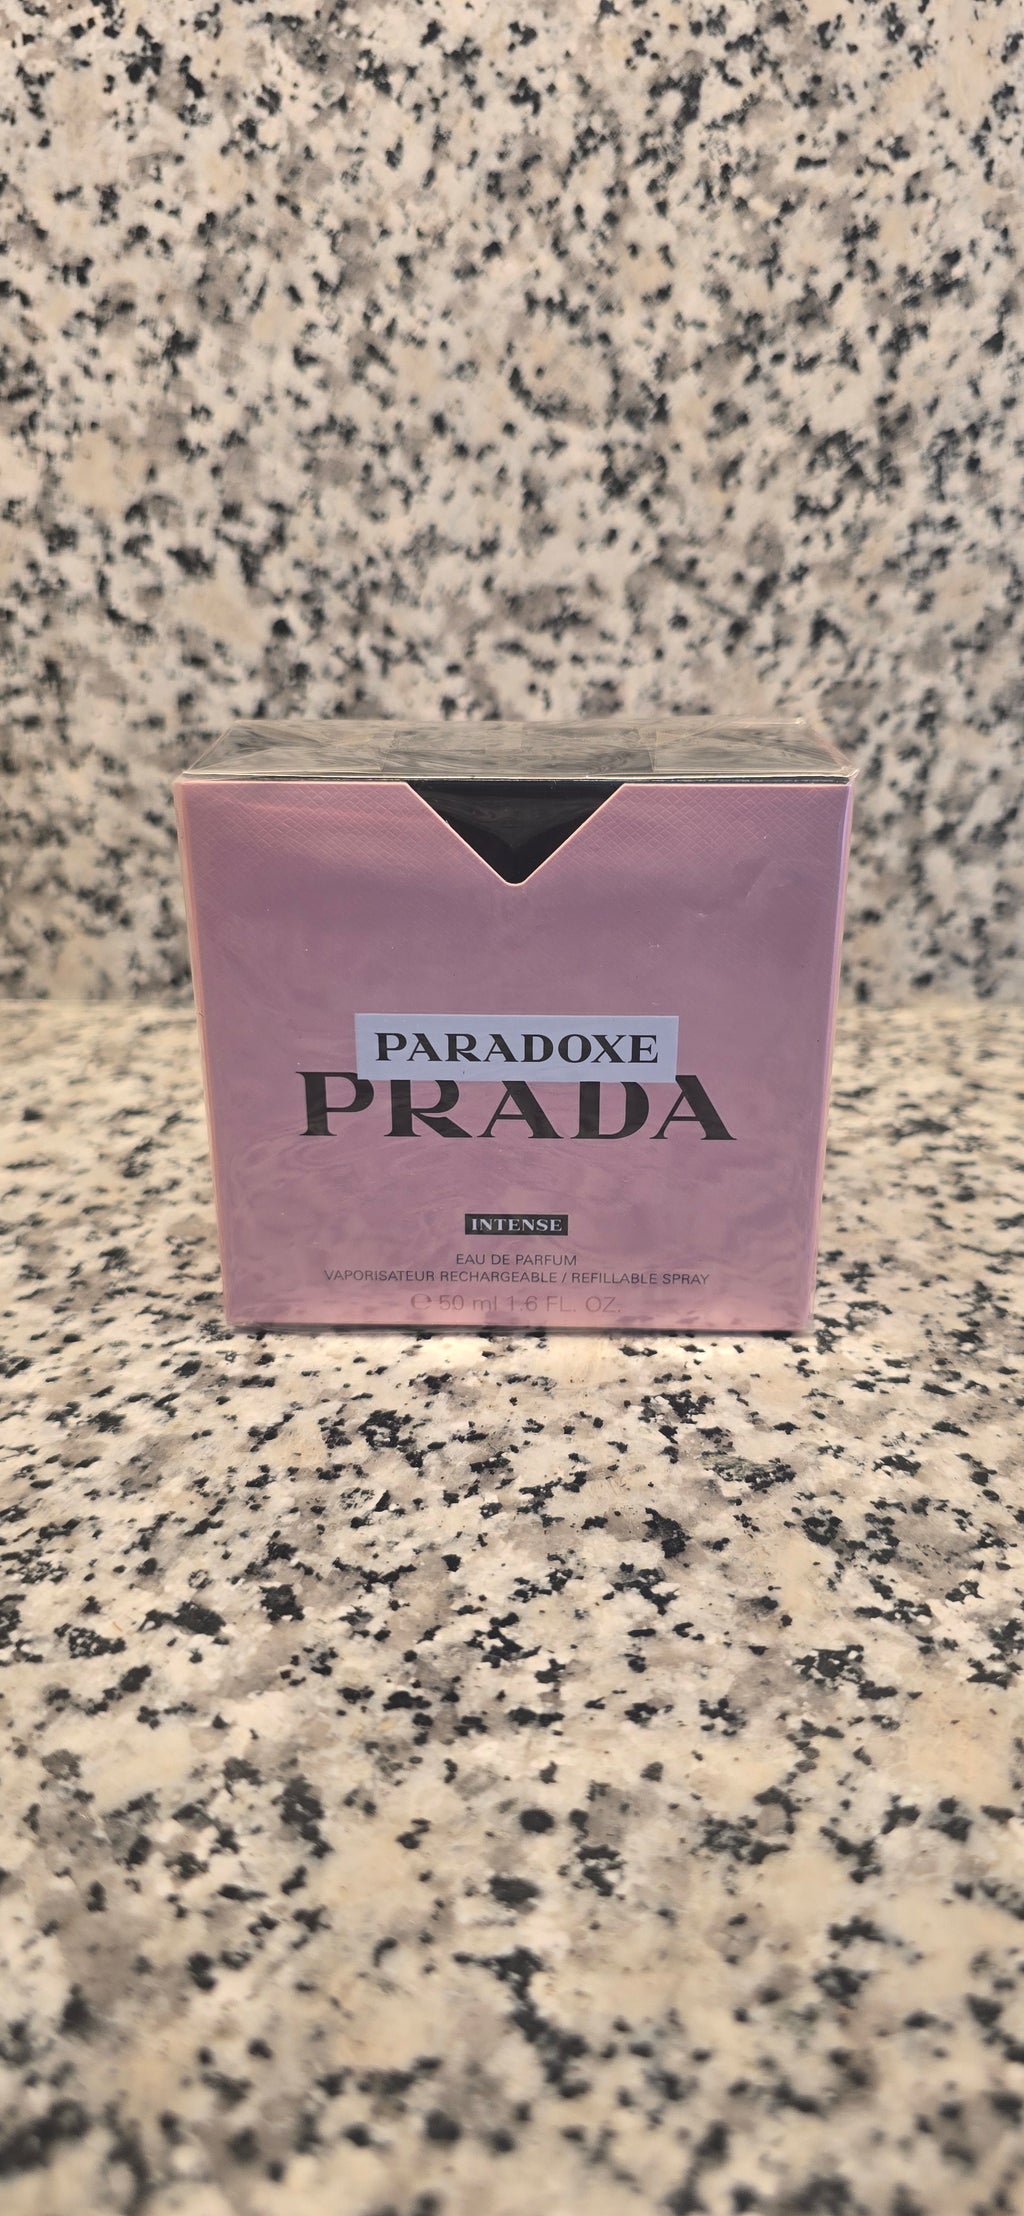 PARADOXE
PRADA
INTENSE
EAU DE PARFUM
VAPORISATEUR RECHARGEABLE / REFILLABLE SPRAY
℮ 50 ml 1.6 FL. OZ.